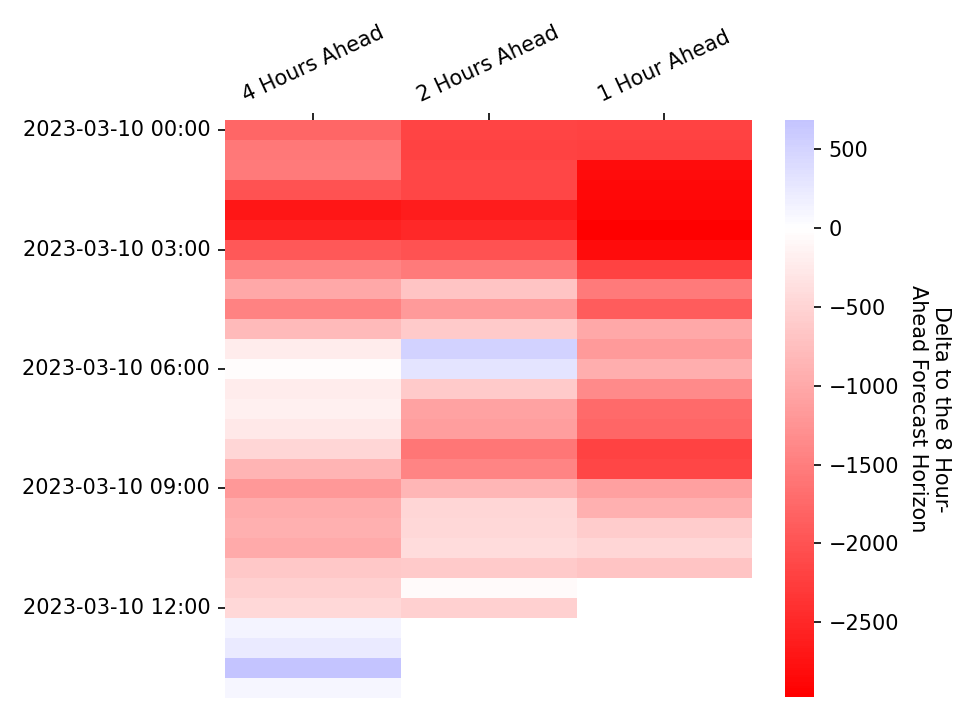 4 Hours Ahead
2 Hours Ahead
1 Hour Ahead
2023-03-10 00:00
2023-03-10 03:00
2023-03-10 06:00
2023-03-10 09:00
2023-03-10 12:00
500
0
−500
−1000
−1500
−2000
−2500
Delta to the 8 Hour-
Ahead Forecast Horizon